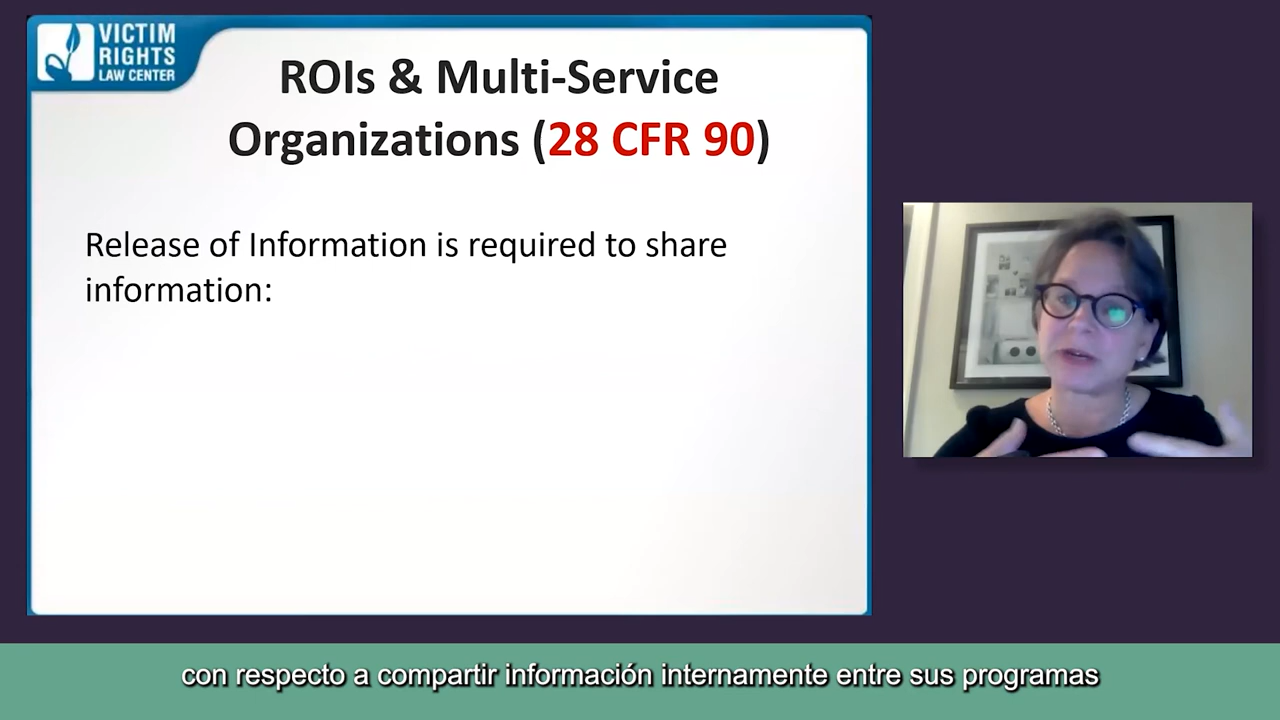 VICTIM
RIGHTS
LAW CENTER
ROIs & Multi-Service
Organizations (28 CFR 90)
Release of Information is required to share
information:
con respecto a compartir información internamente entre sus programas